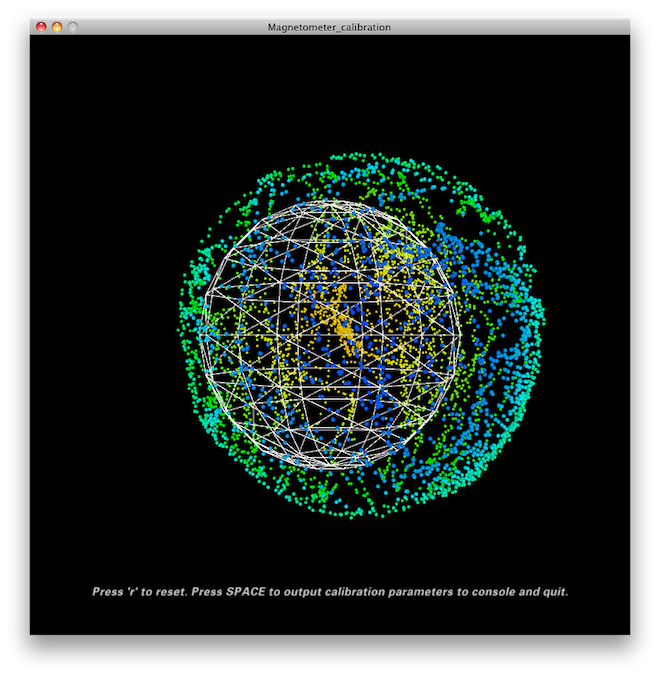 Magnetometer_calibration
Press 'r' to reset. Press SPACE to output calibration parameters to console and quit.